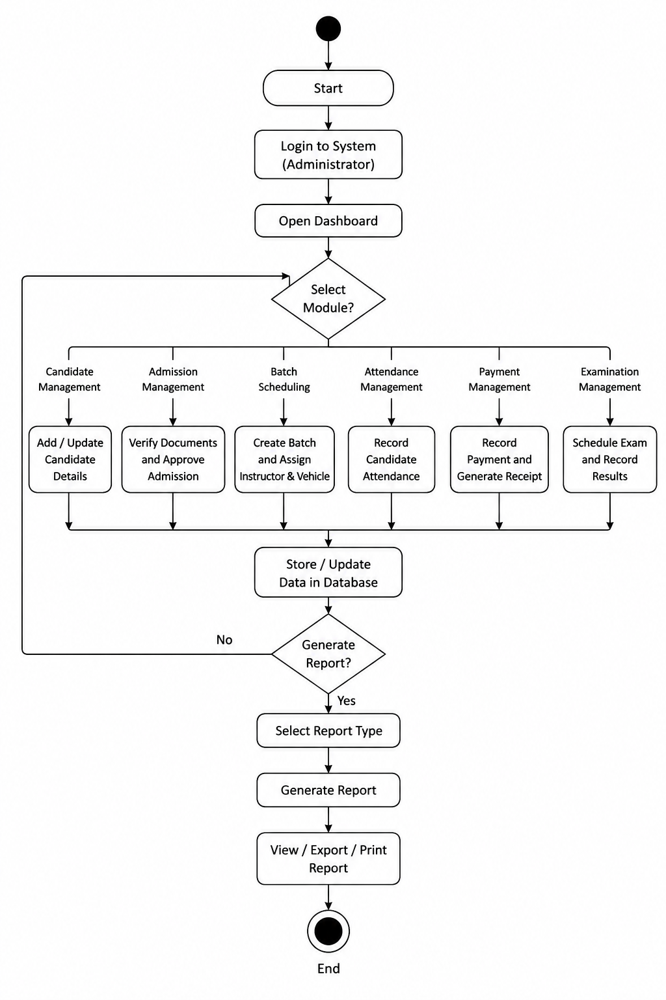 Start
Login to System
(Administrator)
Open Dashboard
Select
Module?
Candidate
Management
Admission
Management
Batch
Scheduling
Attendance
Management
Payment
Management
Examination
Management
Add / Update
Candidate
Details
Verify Documents
and Approve
Admission
Create Batch
and Assign
Instructor & Vehicle
Record
Candidate
Attendance
Record
Payment and
Generate Receipt
Schedule Exam
and Record
Results
Store / Update
Data in Database
Generate
Report?
No
Yes
Select Report Type
Generate Report
View / Export / Print
Report
End